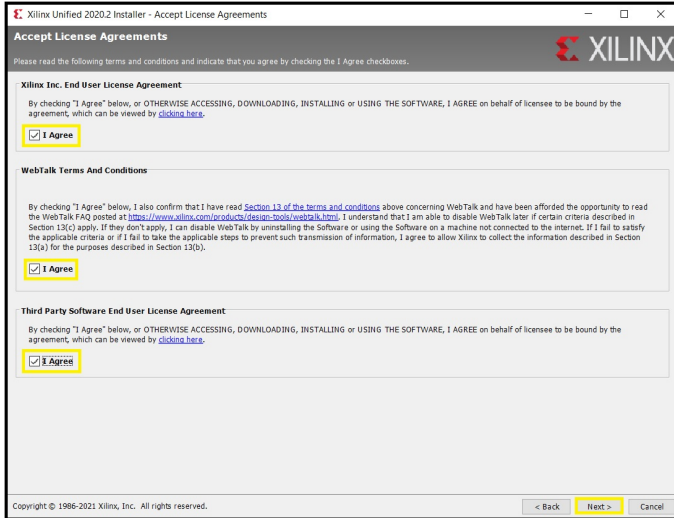 Xilinx Unified 2020.2 Installer - Accept License Agreements
Accept License Agreements
XILINX
Please read the following terms and conditions and indicate that you agree by checking the I Agree checkboxes.
Xilinx Inc. End User License Agreement
By checking "I Agree" below, or OTHERWISE ACCESSING, DOWNLOADING, INSTALLING or USING THE SOFTWARE, I AGREE on behalf of licensee to be bound by the
agreement, which can be viewed by clicking here.
I Agree
WebTalk Terms And Conditions
By checking "I Agree" below, I also confirm that I have read Section 13 of the terms and conditions above concerning WebTalk and have been afforded the opportunity to read
the WebTalk FAQ posted at https://www.xilinx.com/products/design-tools/webtalk.html. I understand that I am able to disable WebTalk later if certain criteria described in
Section 13(c) apply. If they don't apply, I can disable WebTalk by uninstalling the Software or using the Software on a machine not connected to the internet. If I fail to satisfy
the applicable criteria or if I fail to take the applicable steps to prevent such transmission of information, I agree to allow Xilinx to collect the information described in Section
13(a) for the purposes described in Section 13(b).
I Agree
Third Party Software End User License Agreement
By checking "I Agree" below, or OTHERWISE ACCESSING, DOWNLOADING, INSTALLING or USING THE SOFTWARE, I AGREE on behalf of licensee to be bound by the
agreement, which can be viewed by clicking here.
I Agree
Copyright © 1986-2021 Xilinx, Inc. All rights reserved.
< Back Next > Cancel